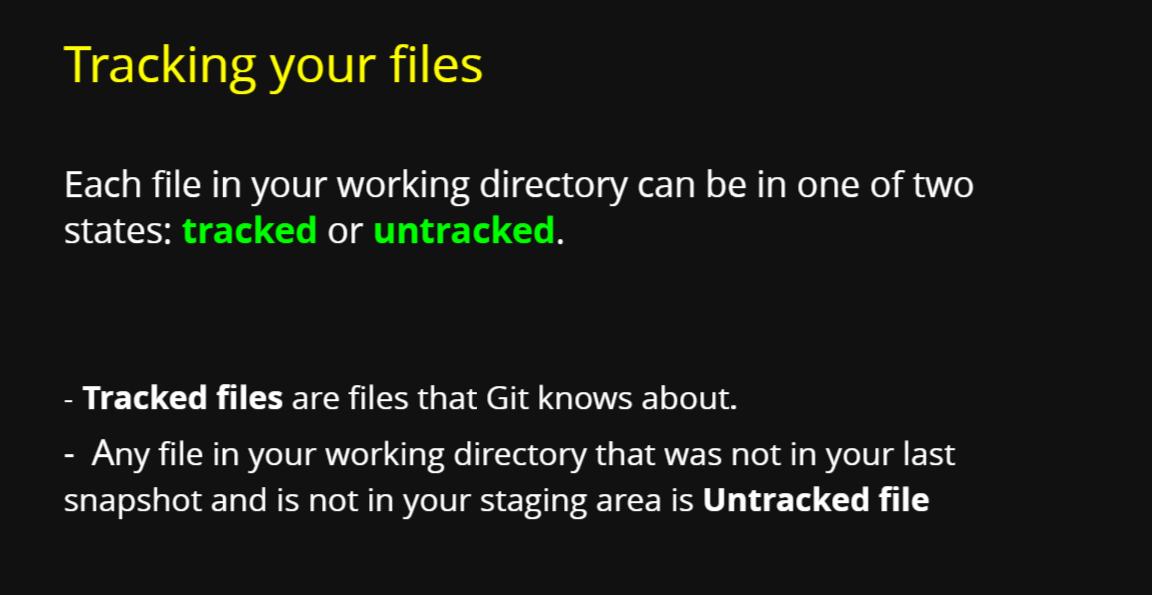 Tracking your files
Each file in your working directory can be in one of two
states: tracked or untracked.
- Tracked files are files that Git knows about.
- Any file in your working directory that was not in your last
snapshot and is not in your staging area is Untracked file